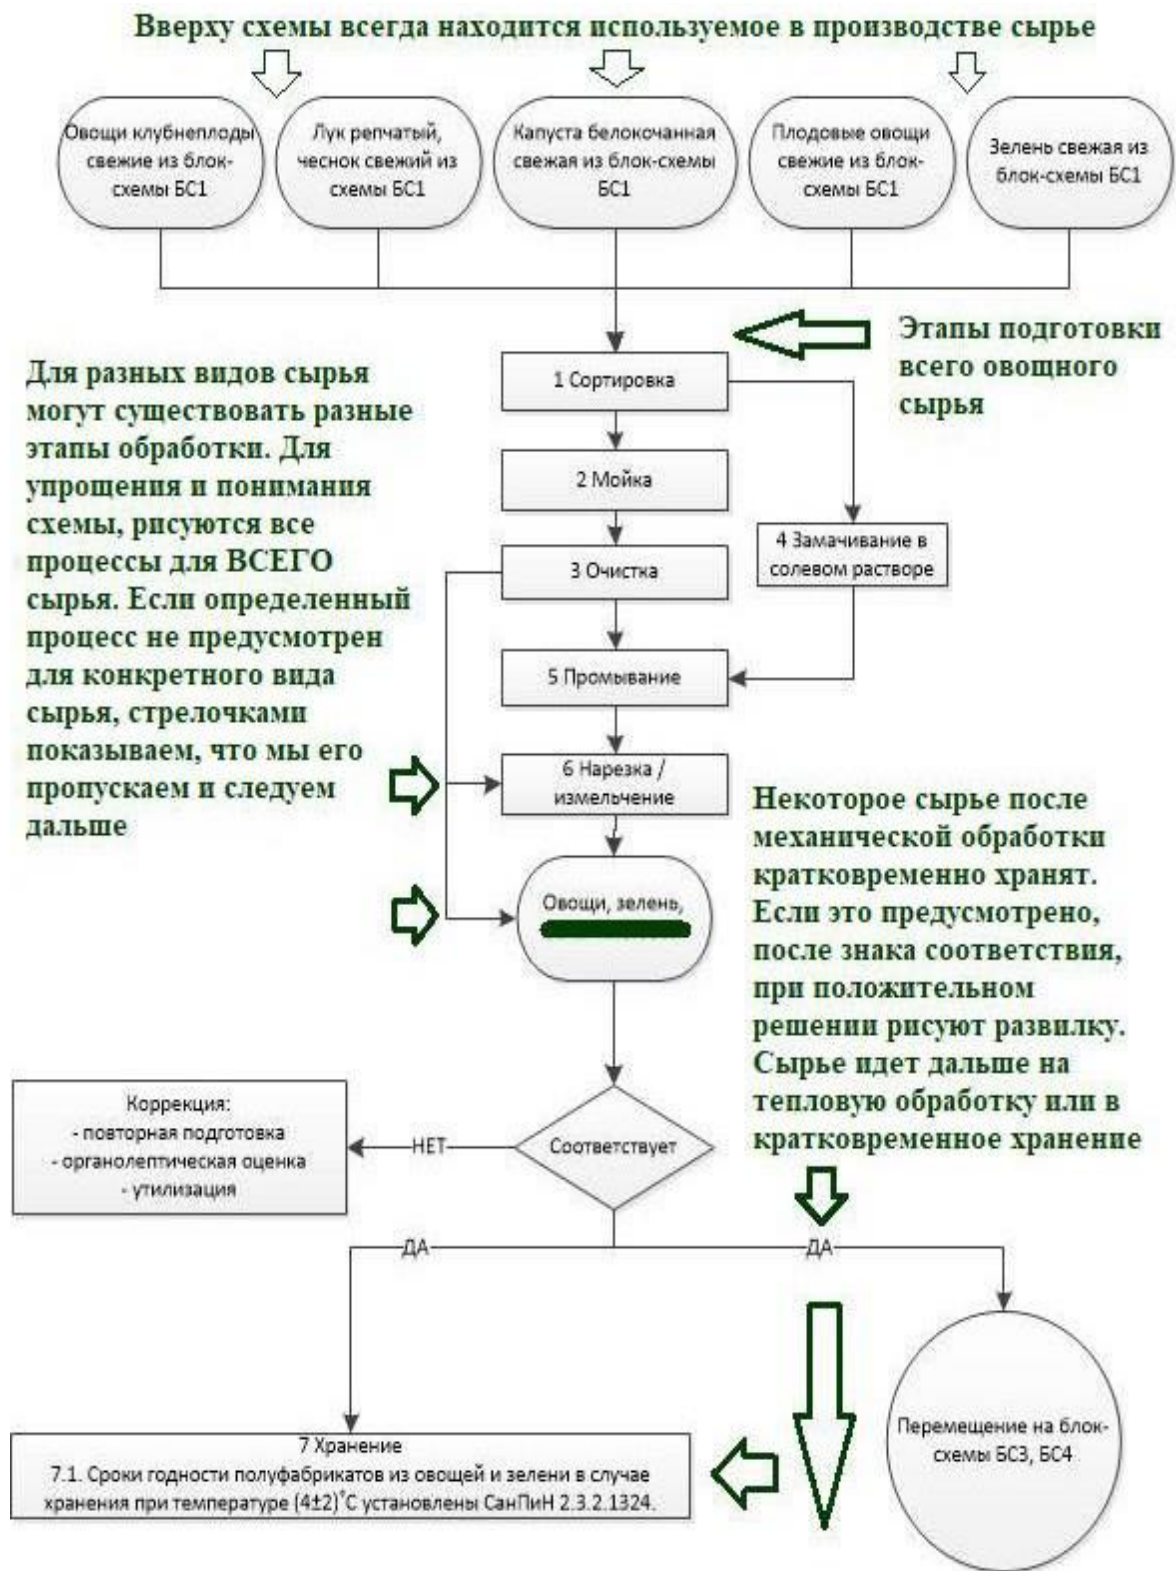 Вверху схемы всегда находится используемое в производстве сырье
Овощи клубнеплоды
свежие из блок-
схемы БС1
Лук репчатый,
чеснок свежий из
схемы БС1
Капуста белокочанная
свежая из блок-схемы
БС1
Плодовые овощи
свежие из блок-
схемы БС1
Зелень свежая из
блок-схемы БС1
Этапы подготовки
всего овощного
сырья
Для разных видов сырья
могут существовать разные
этапы обработки. Для
упрощения и понимания
схемы, рисуются все
процессы для ВСЕГО
сырья. Если определенный
процесс не предусмотрен
для конкретного вида
сырья, стрелочками
показываем, что мы его
пропускаем и следуем
дальше
1 Сортировка
2 Мойка
3 Очистка
4 Замачивание в
солевом растворе
5 Промывание
6 Нарезка /
измельчение
Овощи, зелень,
Некоторое сырье после
механической обработки
кратковременно хранят.
Если это предусмотрено,
после знака соответствия,
при положительном
решении рисуют развилку.
Сырье идет дальше на
тепловую обработку или в
кратковременное хранение
Коррекция:
- повторная подготовка
- органолептическая оценка
- утилизация
НЕТ
Соответствует
ДА
ДА
7 Хранение
7.1. Сроки годности полуфабрикатов из овощей и зелени в случае
хранения при температуре (4±2)˚С установлены СанПиН 2.3.2.1324.
Перемещение на блок-
схемы БС3, БС4